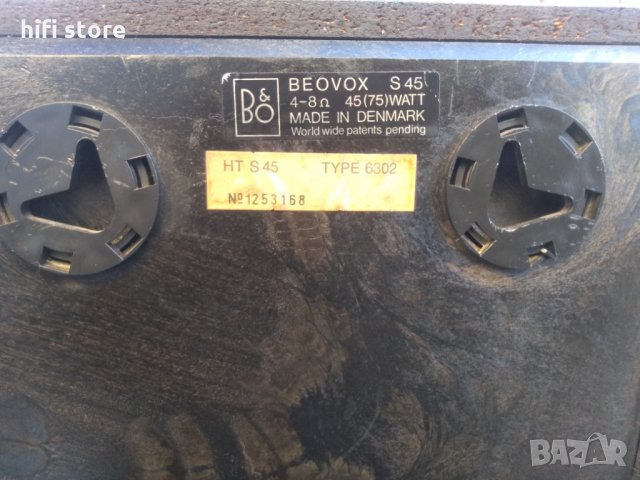 hifi store
B&O
BEOVOX S45
4-8Ω 45(75)WATT
MADE IN DENMARK
World wide patents pending
HT S45 TYPE 6302
№1253168
BAZAR